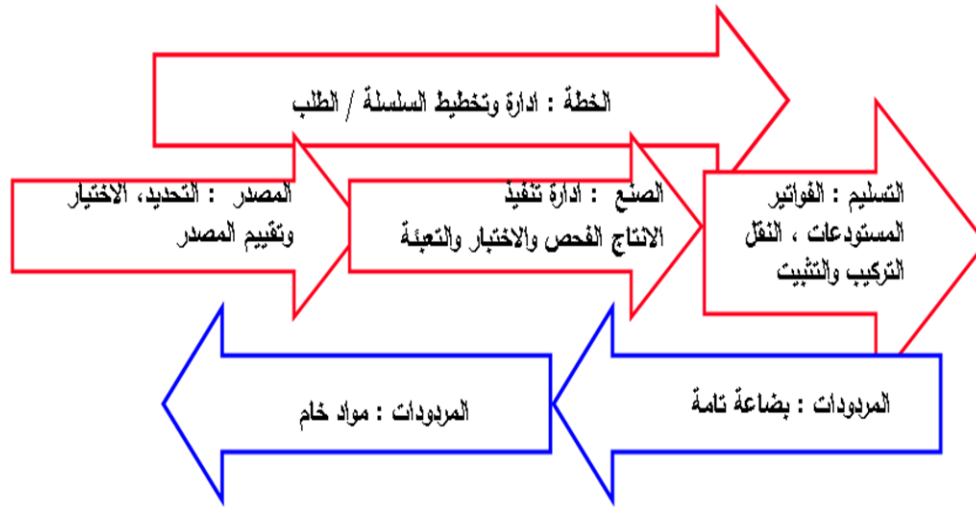 الخطة : ادارة وتخطيط السلسلة / الطلب
المصدر : التحديد، الاختيار
وتقييم المصدر
الصنع : ادارة تنفيذ
الانتاج الفحص والاختبار والتعبئة
التسليم : الفواتير
المستودعات ، النقل
التركيب والتثبيت
المردودات : مواد خام
المردودات : بضاعة تامة